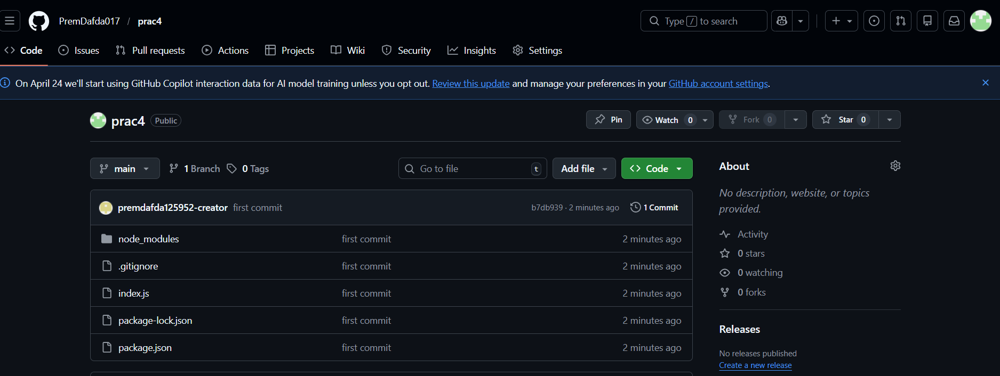 PremDafda017 / prac4
Type / to search
Code Issues Pull requests Actions Projects Wiki Security Insights Settings
On April 24 we'll start using GitHub Copilot interaction data for AI model training unless you opt out. Review this update and manage your preferences in your GitHub account settings.
prac4 Public
Pin Watch 0 Fork 0 Star 0
main 1 Branch 0 Tags
Go to file t Add file Code
premdafda125952-creator first commit b7db939 · 2 minutes ago 1 Commit
node_modules first commit 2 minutes ago
.gitignore first commit 2 minutes ago
index.js first commit 2 minutes ago
package-lock.json first commit 2 minutes ago
package.json first commit 2 minutes ago
About
No description, website, or topics
provided.
Activity
0 stars
0 watching
0 forks
Releases
No releases published
Create a new release